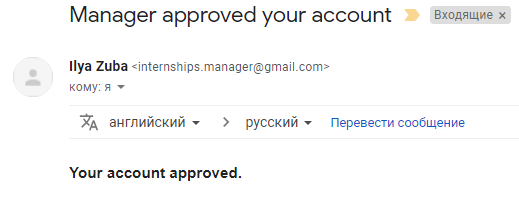 Manager approved your account Входящие ×
Ilya Zuba <internships.manager@gmail.com>
кому: я
английский > русский Перевести сообщение
Your account approved.